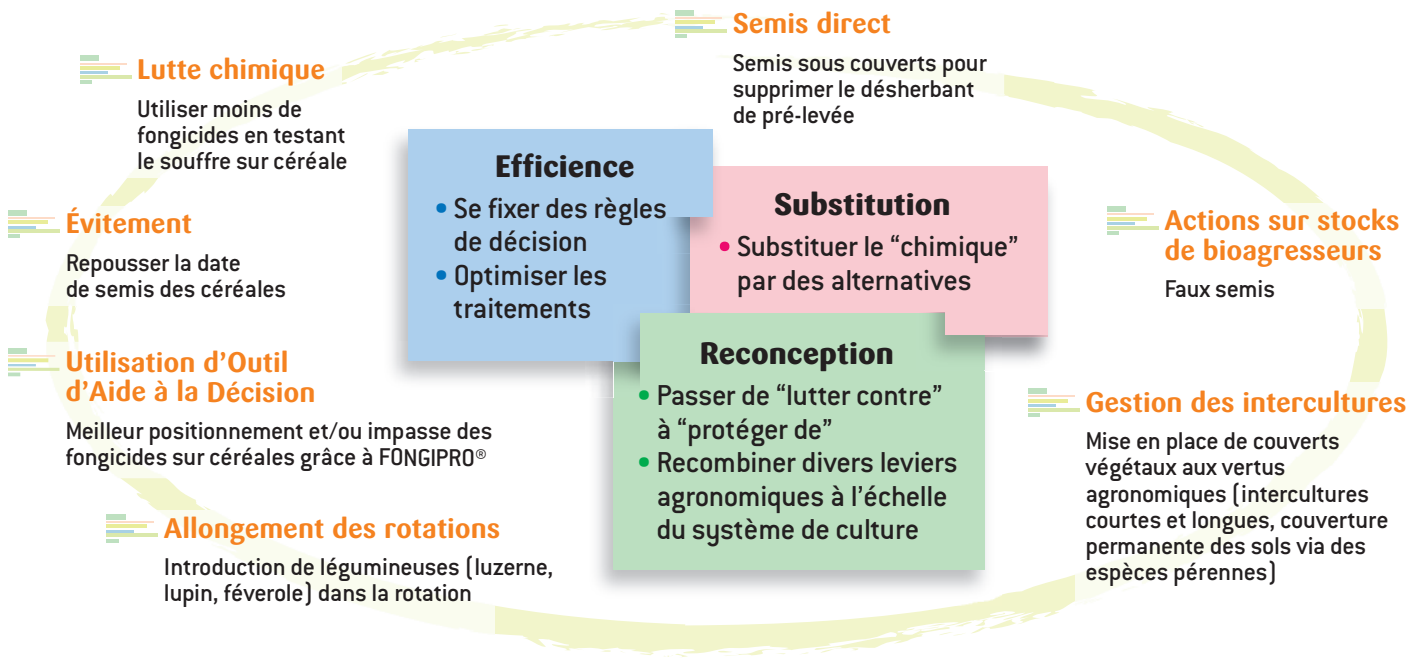 Semis direct
Semis sous couverts pour
supprimer le désherbant
de pré-levée
Lutte chimique
Utiliser moins de
fongicides en testant
le souffre sur céréale
Efficience
• Se fixer des règles
de décision
• Optimiser les
traitements
Substitution
• Substituer le “chimique”
par des alternatives
Évitement
Repousser la date
de semis des céréales
Actions sur stocks
de bioagresseurs
Faux semis
Reconception
• Passer de “lutter contre”
à “protéger de”
• Recombiner divers leviers
agronomiques à l’échelle
du système de culture
Utilisation d’Outil
d’Aide à la Décision
Meilleur positionnement et/ou impasse des
fongicides sur céréales grâce à FONGIPRO®
Gestion des intercultures
Mise en place de couverts
végétaux aux vertus
agronomiques (intercultures
courtes et longues, couverture
permanente des sols via des
espèces pérennes)
Allongement des rotations
Introduction de légumineuses (luzerne,
lupin, féverole) dans la rotation